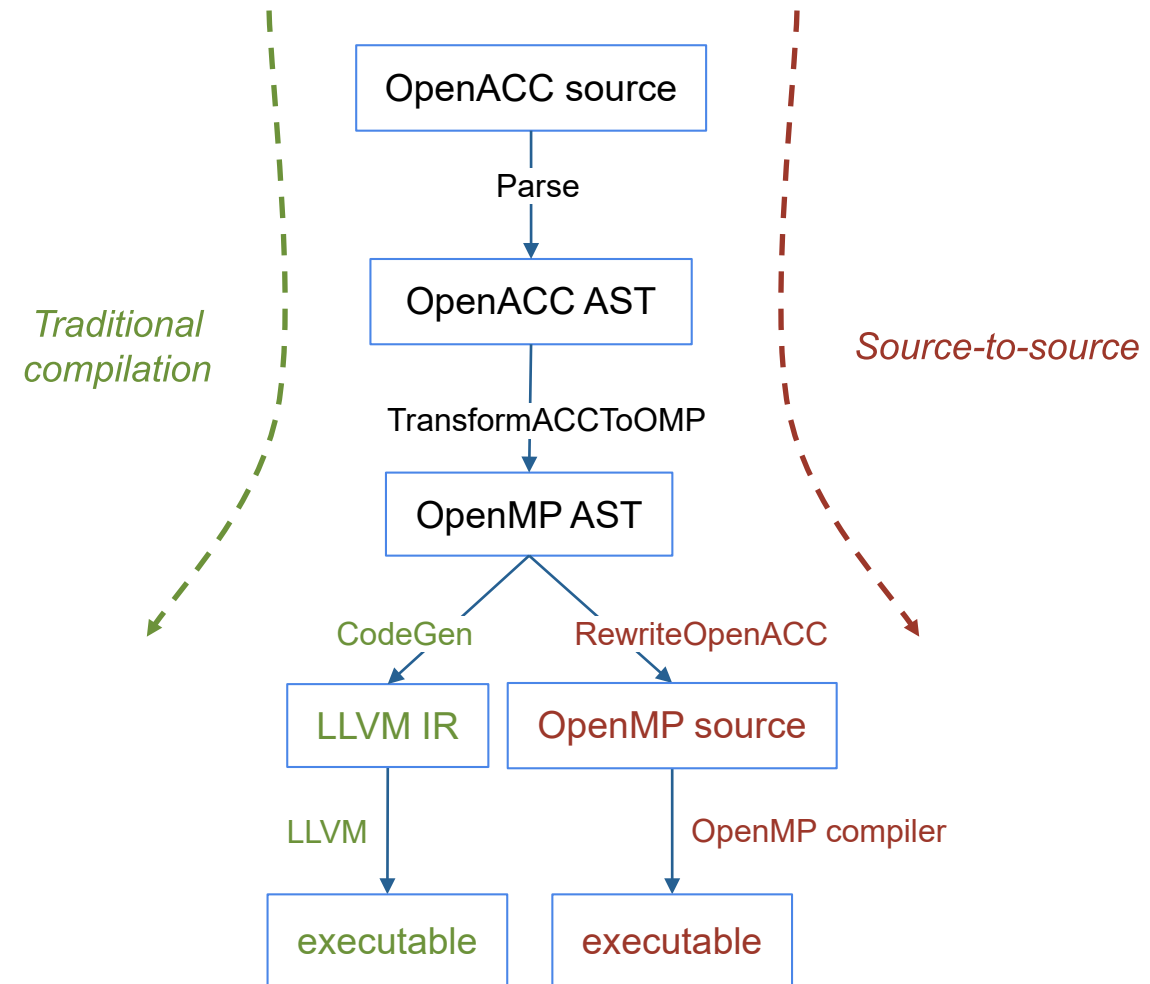 OpenACC source
Parse
OpenACC AST
Traditional
compilation
Source-to-source
TransformACCToOMP
OpenMP AST
CodeGen
RewriteOpenACC
LLVM IR
OpenMP source
LLVM
OpenMP compiler
executable
executable